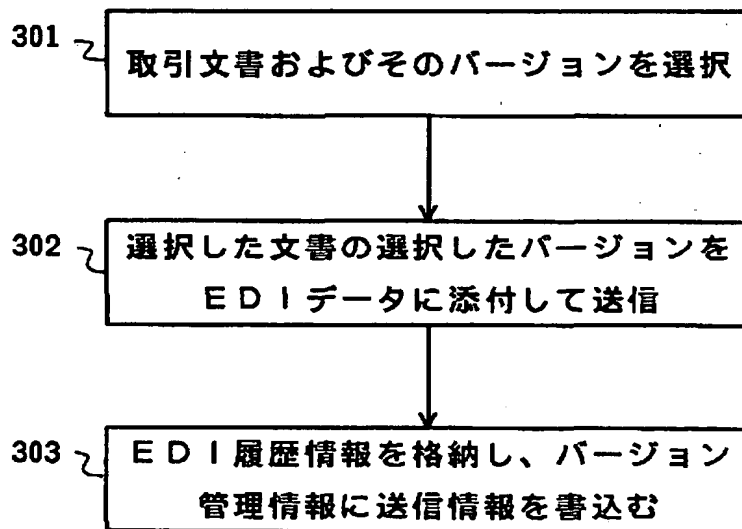 301
取引文書およびそのバージョンを選択
302
選択した文書の選択したバージョンを
EDIデータに添付して送信
303
EDI履歴情報を格納し、バージョン
管理情報に送信情報を書込む